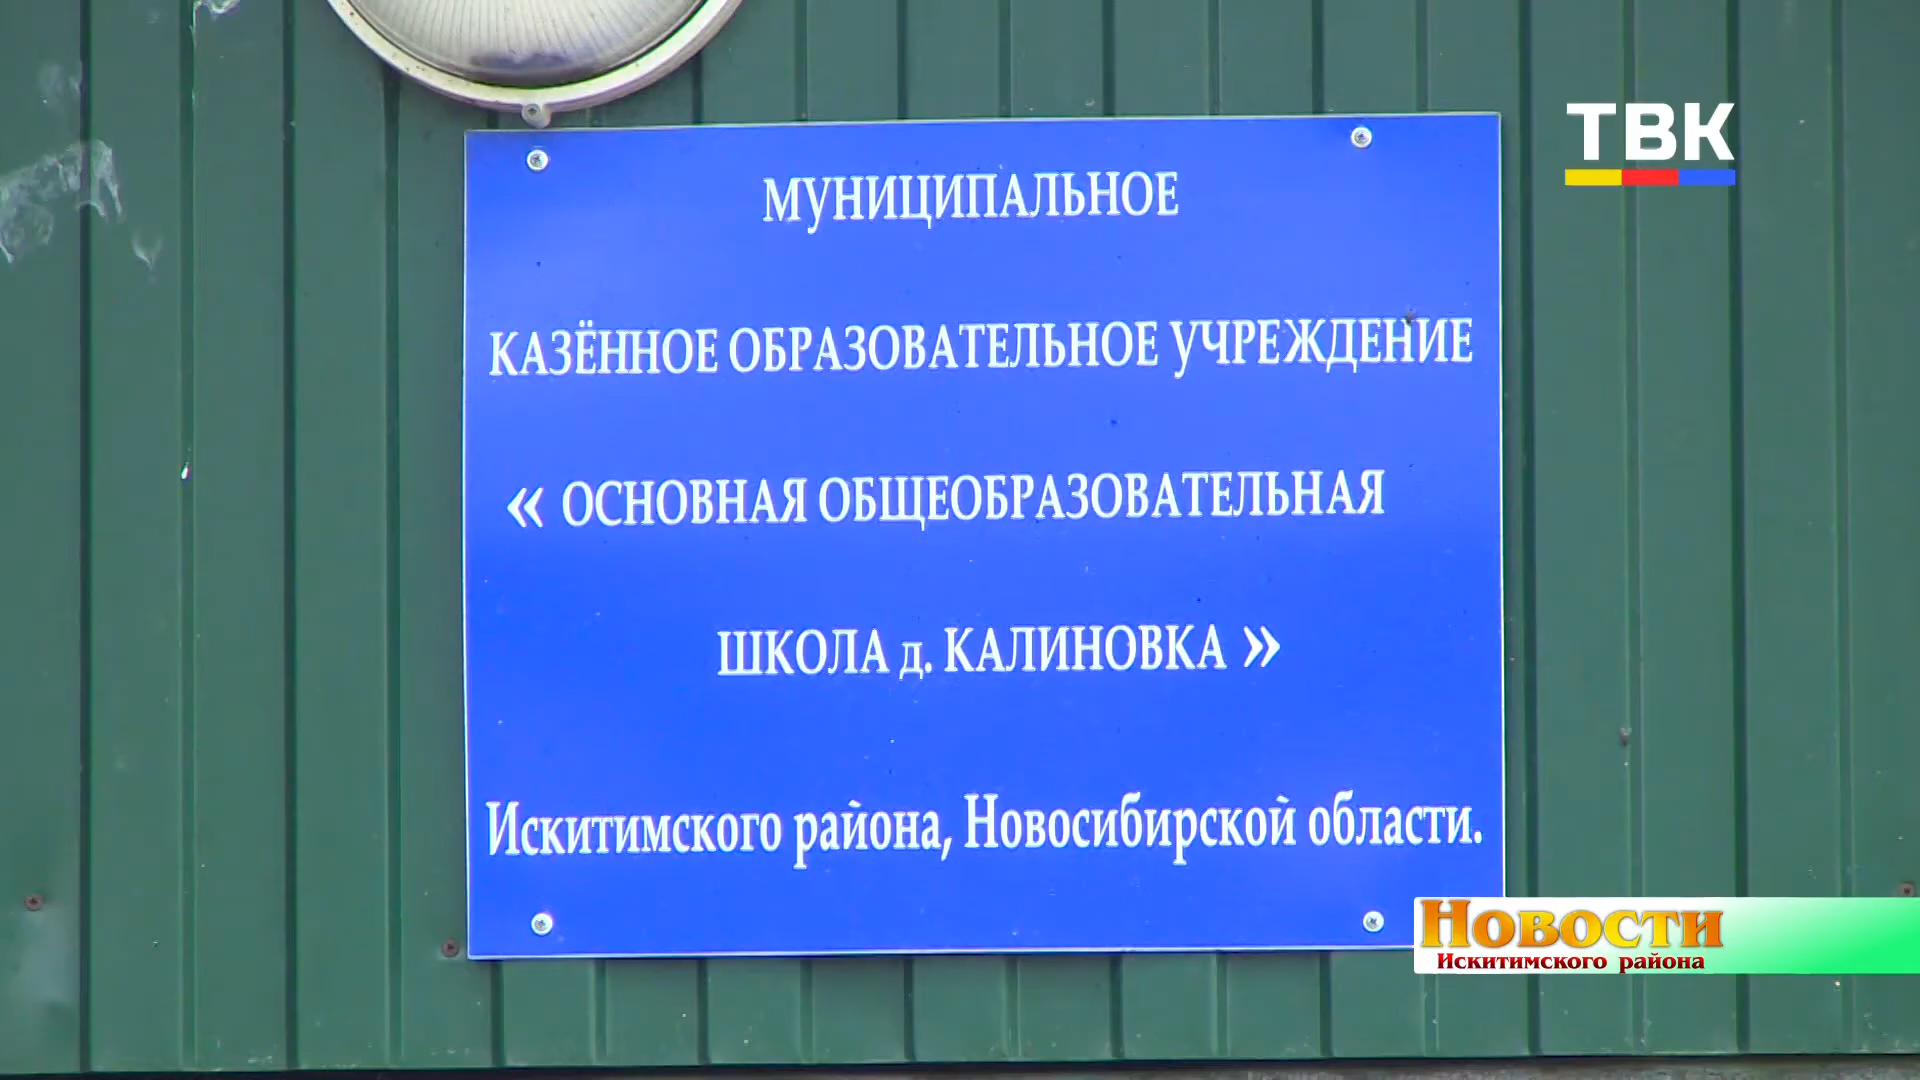 ТВК
МУНИЦИПАЛЬНОЕ
КАЗЁННОЕ ОБРАЗОВАТЕЛЬНОЕ УЧРЕЖДЕНИЕ
« ОСНОВНАЯ ОБЩЕОБРАЗОВАТЕЛЬНАЯ
ШКОЛА д. КАЛИНОВКА »
Искитимского района, Новосибирской области.
Новости
Искитимского района